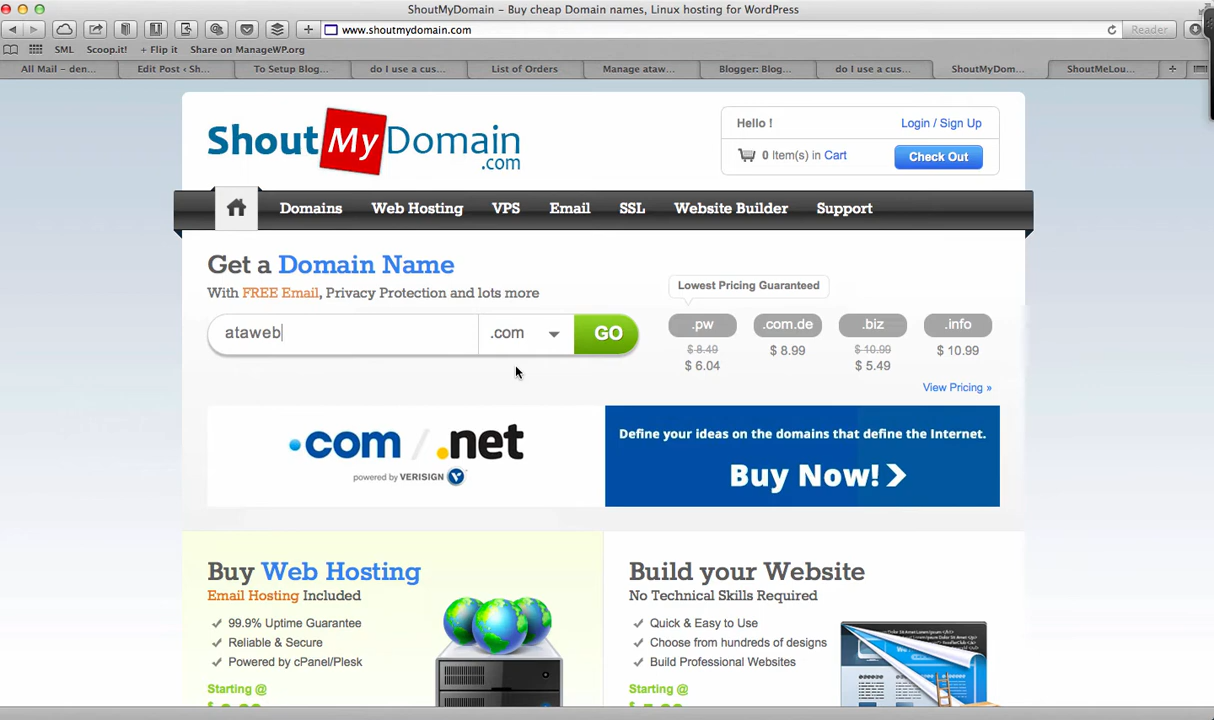 ShoutMyDomain – Buy cheap Domain names, Linux hosting for WordPress
www.shoutmydomain.com
Reader
SML Scoop.it! + Flip it Share on ManageWP.org
All Mail – den... Edit Post ‹ Sh... To Setup Blog... do I use a cus... List of Orders Manage ataw... Blogger: Blog... do I use a cus... ShoutMyDom... ShoutMeLou...
ShoutMyDomain
.com
Hello !
Login / Sign Up
0 Item(s) in Cart
Check Out
Domains Web Hosting VPS Email SSL Website Builder Support
Get a Domain Name
With FREE Email, Privacy Protection and lots more
ataweb
.com
GO
Lowest Pricing Guaranteed
.pw .com.de .biz .info
$ 8.49 $ 8.99 $ 10.99 $ 10.99
$ 6.04 $ 5.49
View Pricing »
.com / .net
powered by VERISIGN
Define your ideas on the domains that define the Internet.
Buy Now!
Buy Web Hosting
Email Hosting Included
99.9% Uptime Guarantee
Reliable & Secure
Powered by cPanel/Plesk
Starting @
Build your Website
No Technical Skills Required
Quick & Easy to Use
Choose from hundreds of designs
Build Professional Websites
Starting @